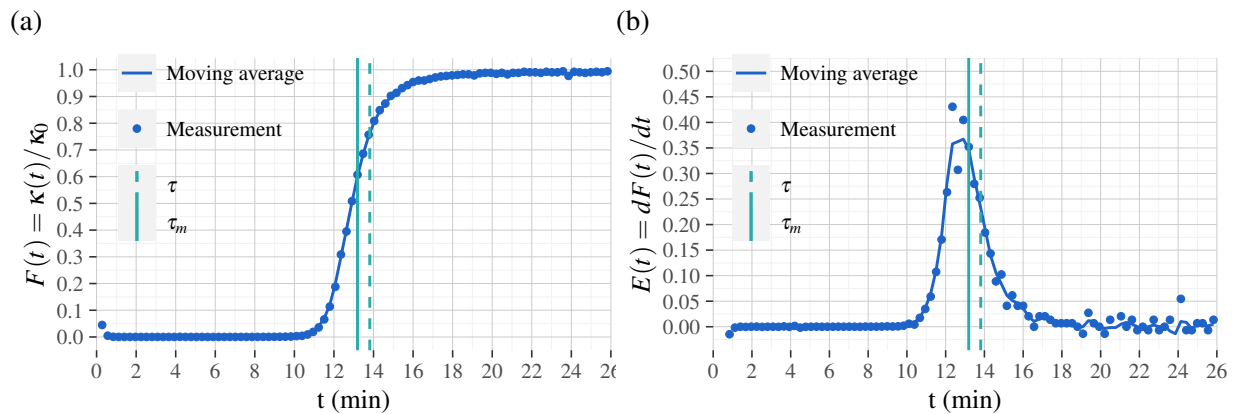 (a)
F(t) = κ(t)/κ0
1.0
0.9
0.8
0.7
0.6
0.5
0.4
0.3
0.2
0.1
0.0
Moving average
Measurement
τ
τm
0 2 4 6 8 10 12 14 16 18 20 22 24 26
t (min)
(b)
E(t) = dF(t)/dt
0.50
0.45
0.40
0.35
0.30
0.25
0.20
0.15
0.10
0.05
0.00
Moving average
Measurement
τ
τm
0 2 4 6 8 10 12 14 16 18 20 22 24 26
t (min)